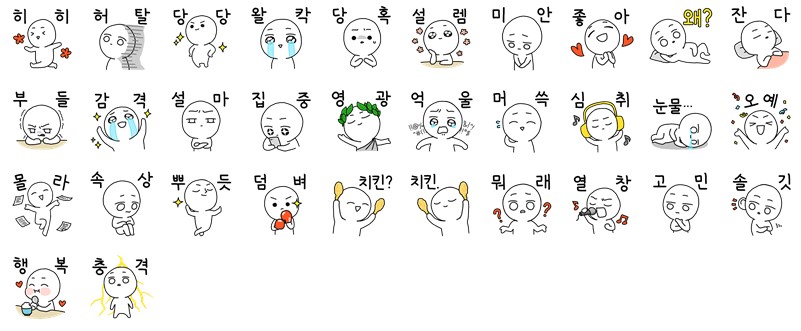 히히 허탈 당당 왈칵 당혹 설렘 미안 좋아 왜? 잔다
부들 감격 설마 집중 영광 억울 머쓱 심취 눈물... 오예
몰라 속상 뿌듯 덤벼 치킨? 치킨. 뭐래 열창 고민 솔깃
행복 충격